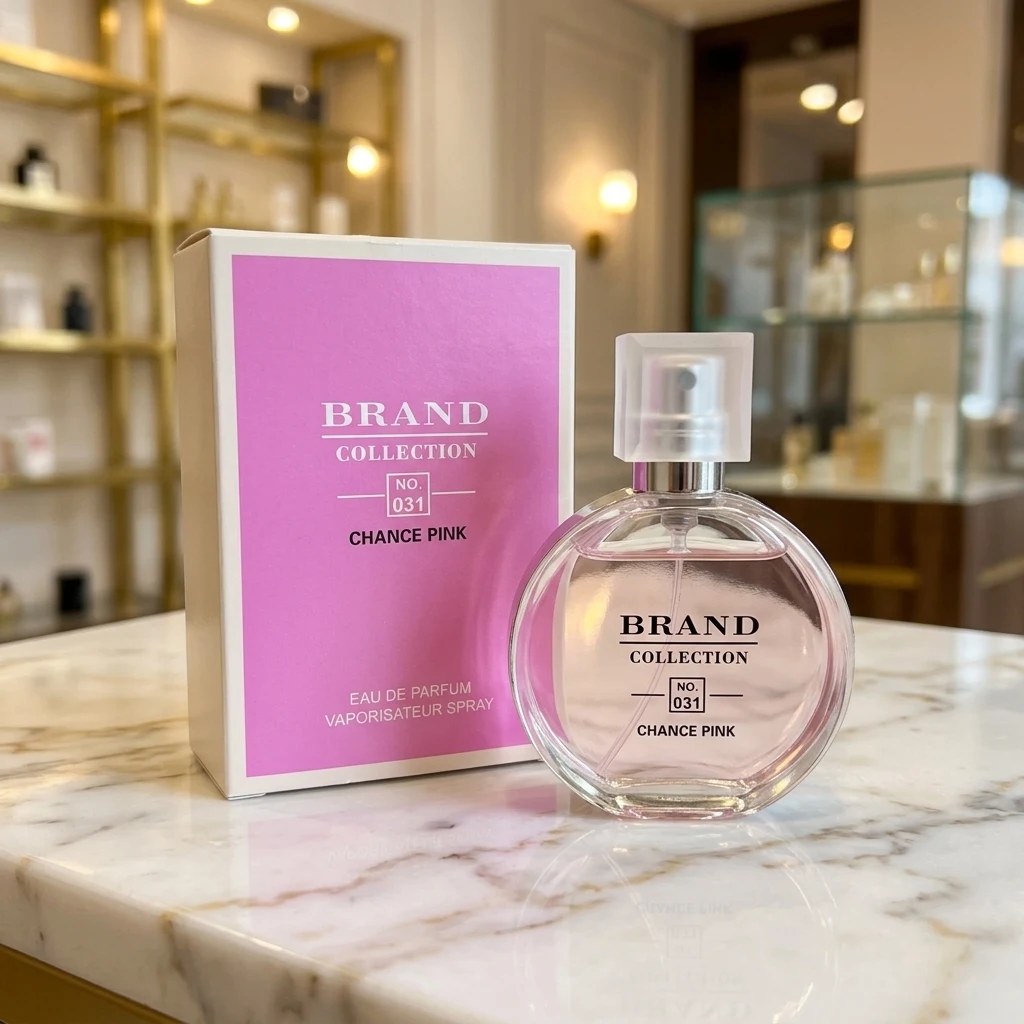 BRAND
COLLECTION
NO.
031
CHANCE PINK
EAU DE PARFUM
VAPORISATEUR SPRAY
BRAND
COLLECTION
NO.
031
CHANCE PINK